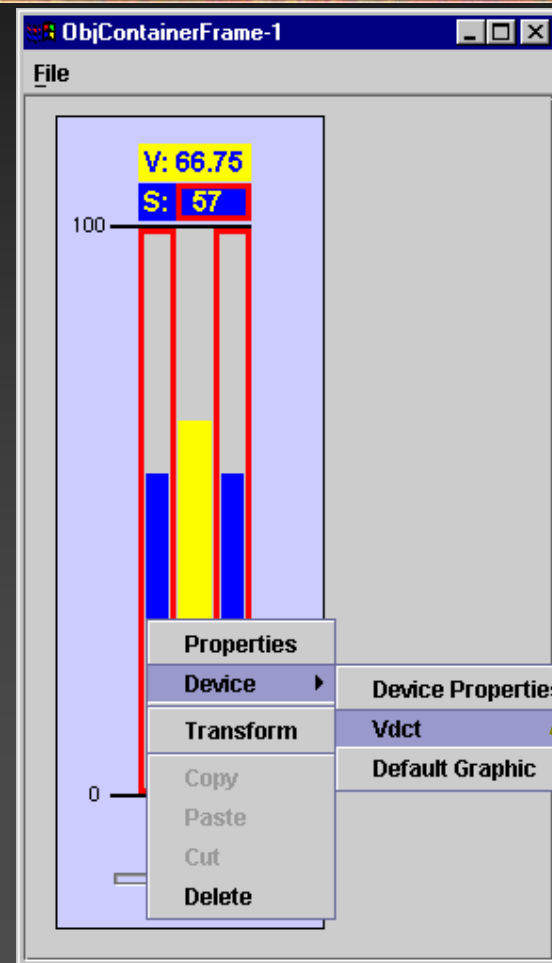 ObjContainerFrame-1
File
V: 66.75
S: 57
100
Properties
Device
Device Properties
Transform
Vdct
Default Graphic
Copy
0
Paste
Cut
Delete